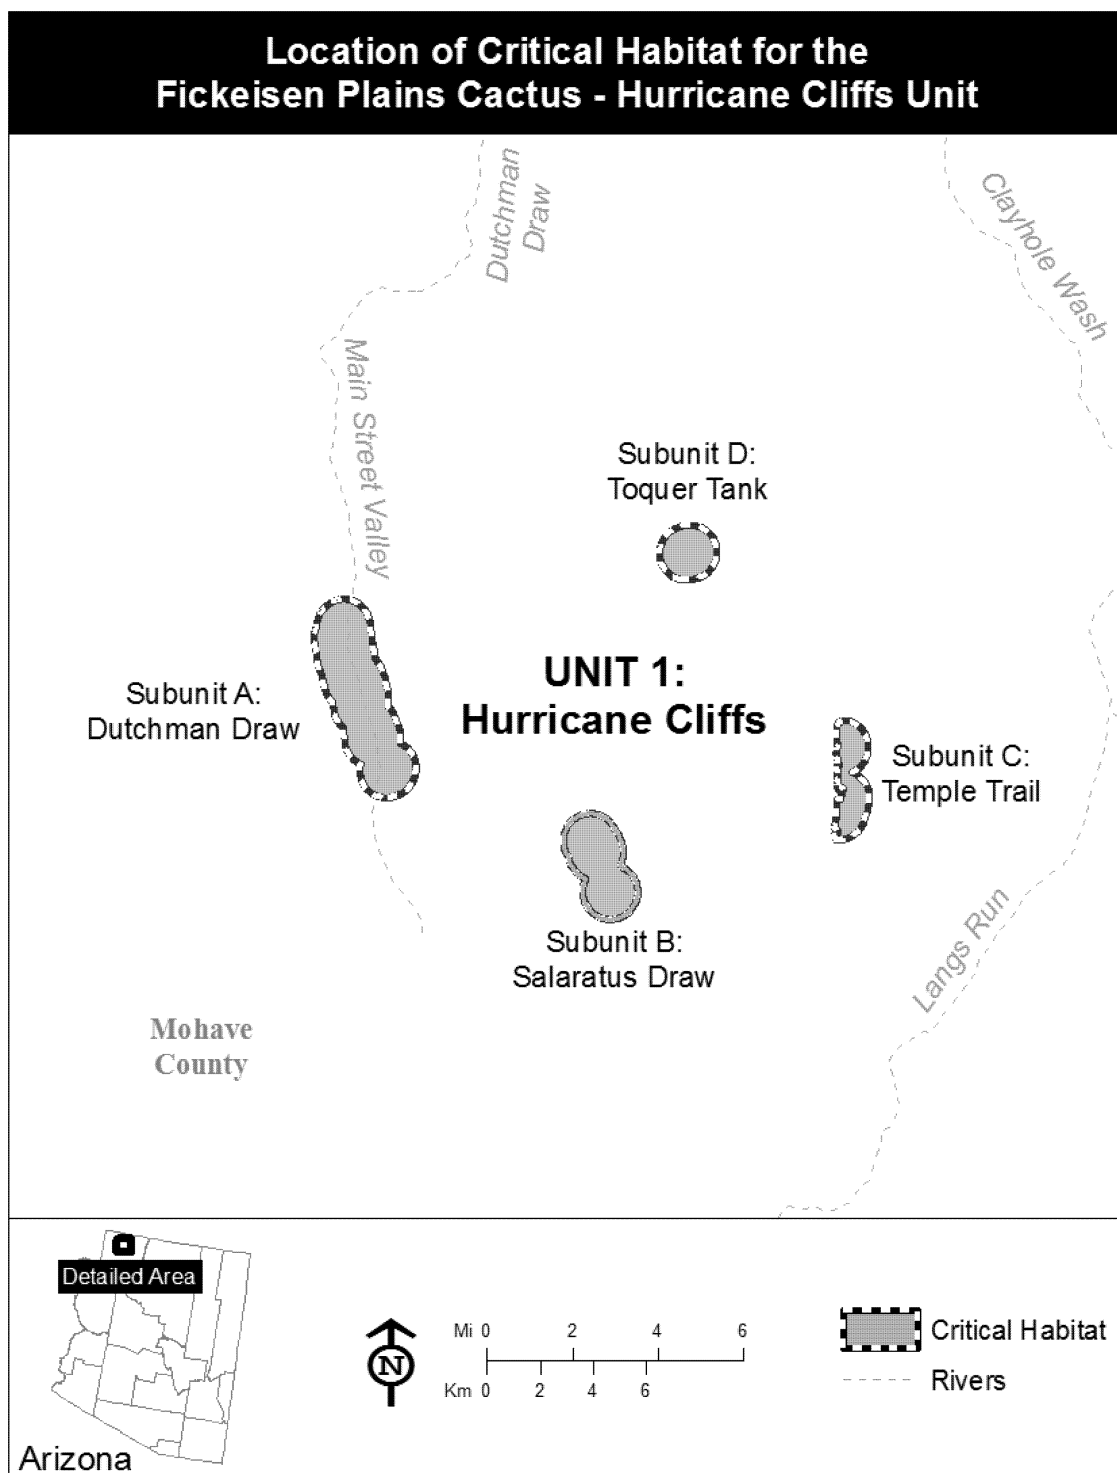 Location of Critical Habitat for the
Fickeisen Plains Cactus - Hurricane Cliffs Unit
Dutchman
Draw
Clayhole Wash
Main Street Valley
Subunit D:
Toquer Tank
UNIT 1:
Hurricane Cliffs
Subunit A:
Dutchman Draw
Subunit C:
Temple Trail
Subunit B:
Salaratus Draw
Langs Run
Mohave
County
Detailed Area
Arizona
N
Mi 0 2 4 6
Km 0 2 4 6
Critical Habitat
Rivers